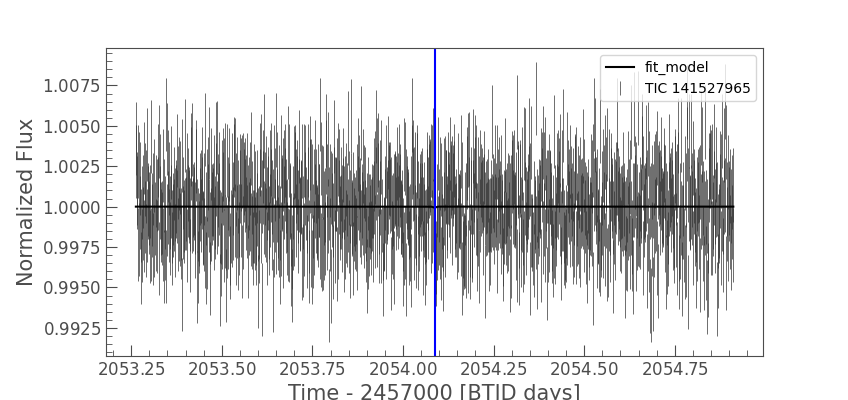 fit_model
TIC 141527965
1.0075
1.0050
1.0025
1.0000
0.9975
0.9950
0.9925
Normalized Flux
2053.25 2053.50 2053.75 2054.00 2054.25 2054.50 2054.75
Time - 2457000 [BTJD days]